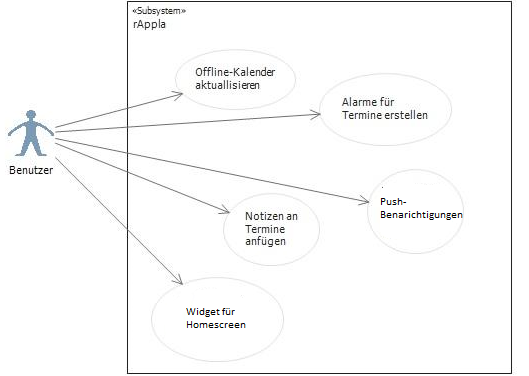 «Subsystem»
rAppla
Offline-Kalender
aktuallisieren
Alarme für
Termine erstellen
Benutzer
Push-
Benarichtigungen
Notizen an
Termine
anfügen
Widget für
Homescreen